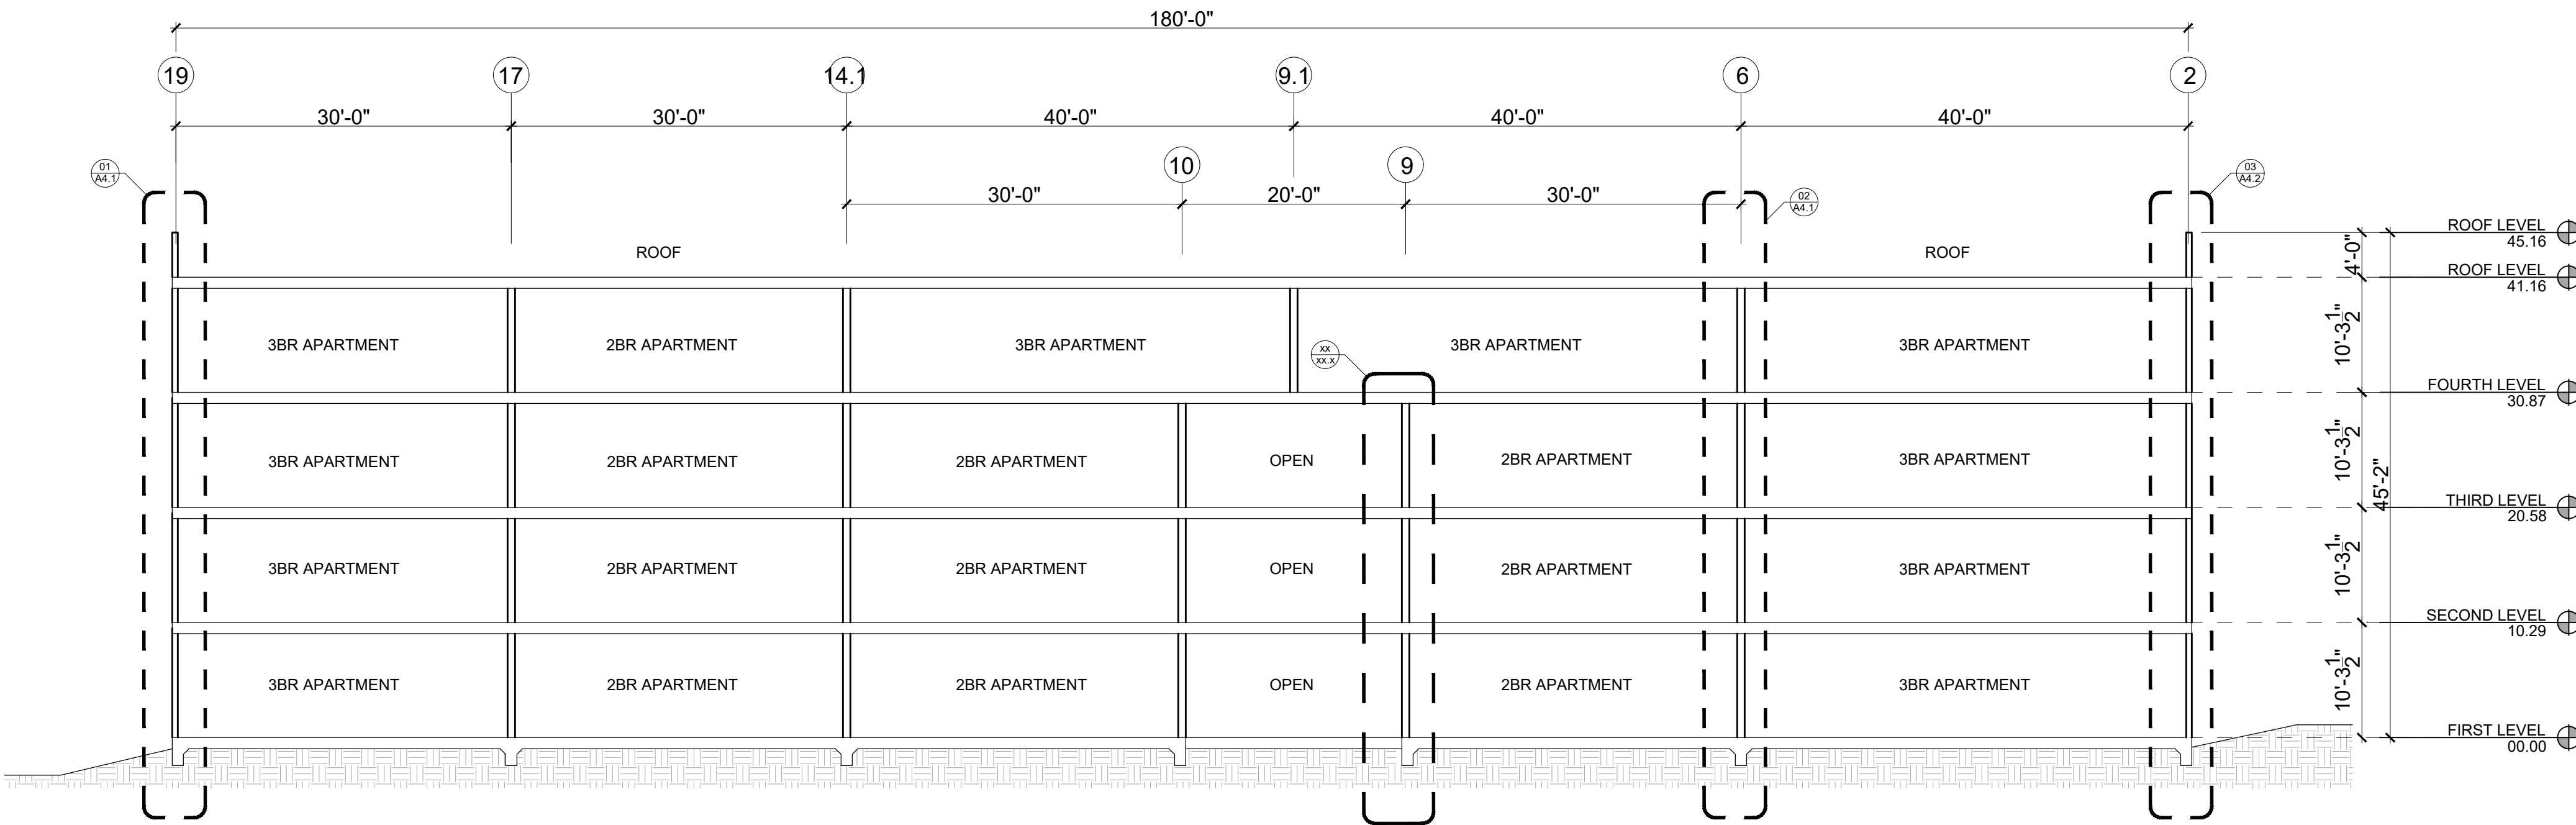 180'-0"
19
17
14.1
9.1
6
2
30'-0"
30'-0"
40'-0"
40'-0"
40'-0"
01
A4.1
10
9
03
A4.2
30'-0"
20'-0"
30'-0"
02
A4.1
ROOF
ROOF
ROOF LEVEL
45.16
4'-0"
ROOF LEVEL
41.16
3BR APARTMENT
2BR APARTMENT
3BR APARTMENT
3BR APARTMENT
3BR APARTMENT
10'-3 1/2"
xx
xx.x
FOURTH LEVEL
30.87
3BR APARTMENT
2BR APARTMENT
2BR APARTMENT
OPEN
2BR APARTMENT
3BR APARTMENT
10'-3 1/2"
45'-2"
THIRD LEVEL
20.58
3BR APARTMENT
2BR APARTMENT
2BR APARTMENT
OPEN
2BR APARTMENT
3BR APARTMENT
10'-3 1/2"
SECOND LEVEL
10.29
3BR APARTMENT
2BR APARTMENT
2BR APARTMENT
OPEN
2BR APARTMENT
3BR APARTMENT
10'-3 1/2"
FIRST LEVEL
00.00